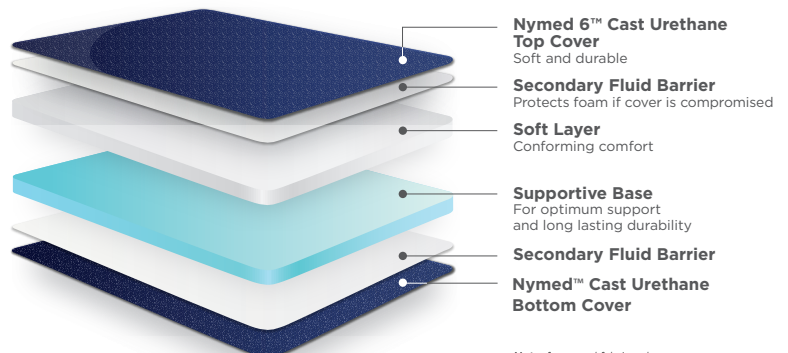 Nymed 6™ Cast Urethane
Top Cover
Soft and durable
Secondary Fluid Barrier
Protects foam if cover is compromised
Soft Layer
Conforming comfort
Supportive Base
For optimum support
and long lasting durability
Secondary Fluid Barrier
Nymed™ Cast Urethane
Bottom Cover